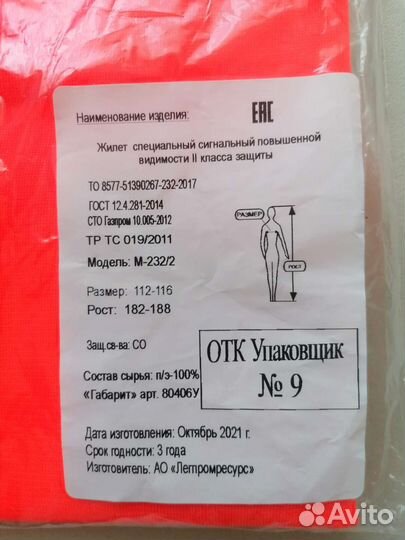 Наименование изделия:
EAC
Жилет специальный сигнальный повышенной
видимости II класса защиты
ТО 8577-51390267-232-2017
ГОСТ 12.4.281-2014
СТО Газпром 10.005-2012
ТР ТС 019/2011
Модель: М-232/2
РАЗМЕР
РОСТ
Размер: 112-116
Рост: 182-188
Защ.св-ва: СО
ОТК Упаковщик
№ 9
Состав сырья: п/э-100%
«Габарит» арт. 80406У
Дата изготовления: Октябрь 2021 г.
Срок годности: 3 года
Изготовитель: АО «Легпромресурс»
Avito